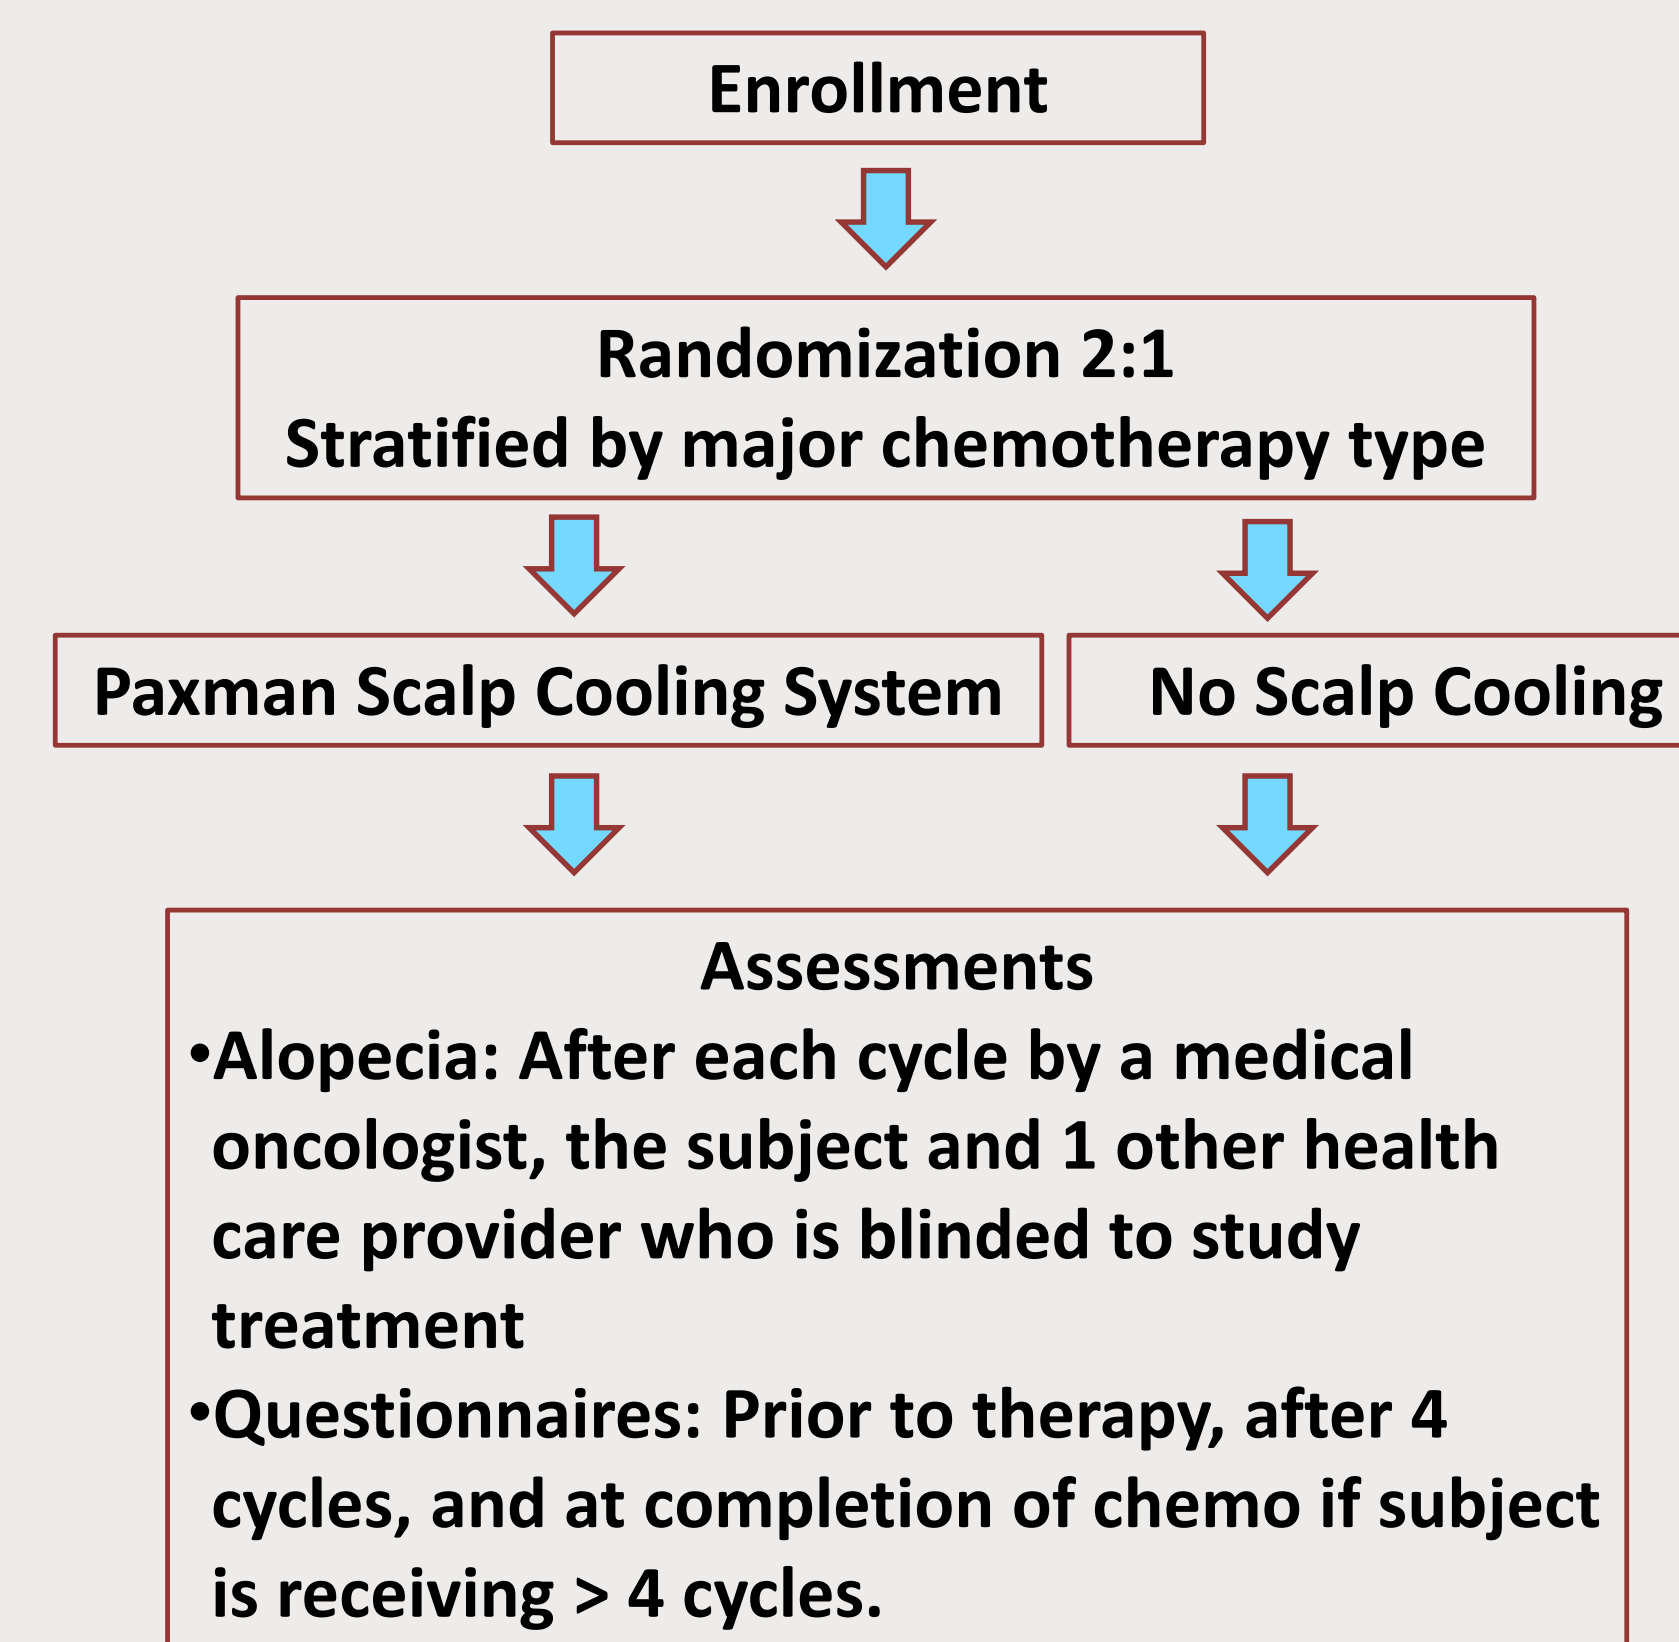 Enrollment
Randomization 2:1
Stratified by major chemotherapy type
Paxman Scalp Cooling System
No Scalp Cooling
Assessments
•Alopecia: After each cycle by a medical
oncologist, the subject and 1 other health
care provider who is blinded to study
treatment
•Questionnaires: Prior to therapy, after 4
cycles, and at completion of chemo if subject
is receiving > 4 cycles.